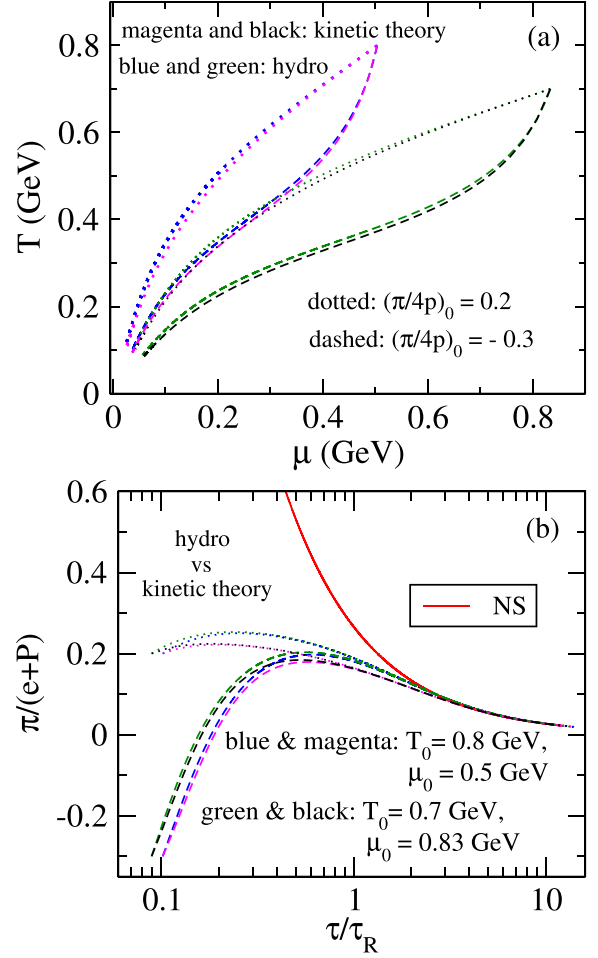 magenta and black: kinetic theory
(a)
blue and green: hydro
0.8
0.6
0.4
0.2
0
T (GeV)
dotted: (π/4p)₀ = 0.2
dashed: (π/4p)₀ = - 0.3
0 0.2 0.4 0.6 0.8
μ (GeV)
(b)
hydro
vs
kinetic theory
NS
0.6
0.4
0.2
0
-0.2
π/(e+P)
blue & magenta: T₀= 0.8 GeV,
μ₀ = 0.5 GeV
green & black: T₀= 0.7 GeV,
μ₀ = 0.83 GeV
0.1 1 10
τ/τ_R